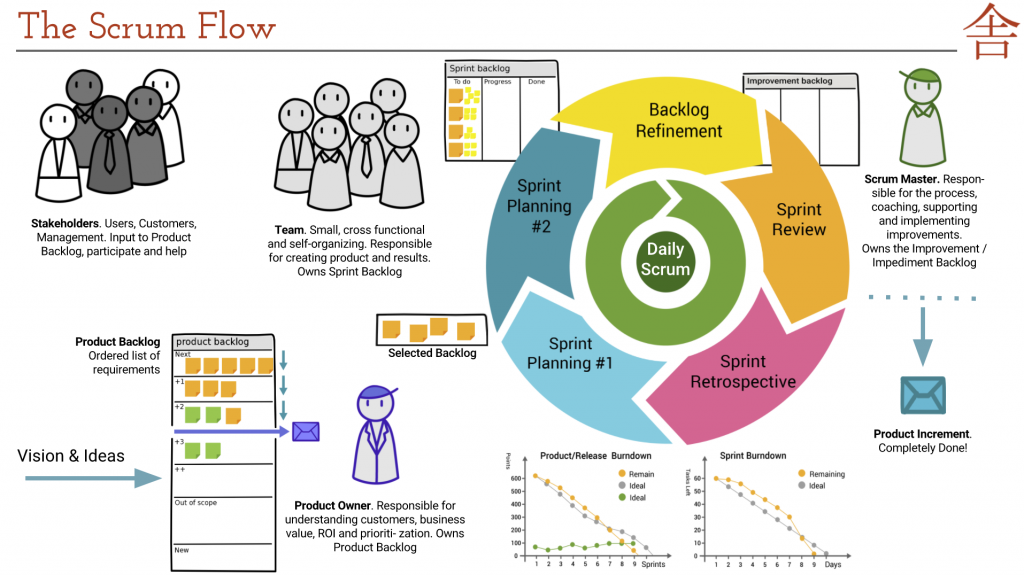 The Scrum Flow
舎
Stakeholders. Users, Customers,
Management. Input to Product
Backlog, participate and help
Team. Small, cross functional
and self-organizing. Responsible
for creating product and results.
Owns Sprint Backlog
Sprint backlog
To do Progress Done
Improvement backlog
Backlog
Refinement
Sprint
Review
Sprint
Retrospective
Sprint
Planning #1
Sprint
Planning
#2
Daily
Scrum
Scrum Master. Respon-
sible for the process,
coaching, supporting
and implementing
improvements.
Owns the Improvement /
Impediment Backlog
Product Increment.
Completely Done!
Selected Backlog
Product Backlog
Ordered list of
requirements
product backlog
Next
+1
+2
+3
++
Out of scope
New
Vision & Ideas
Product Owner. Responsible for
understanding customers, business
value, ROI and prioriti- zation. Owns
Product Backlog
Product/Release Burndown
Points
600
500
400
300
200
100
0
1 2 3 4 5 6 7 8 9 Sprints
Remain
Ideal
Ideal
Sprint Burndown
Tasks Left
60
50
40
30
20
10
0
1 2 3 4 5 6 7 8 9 Days
Remaining
Ideal